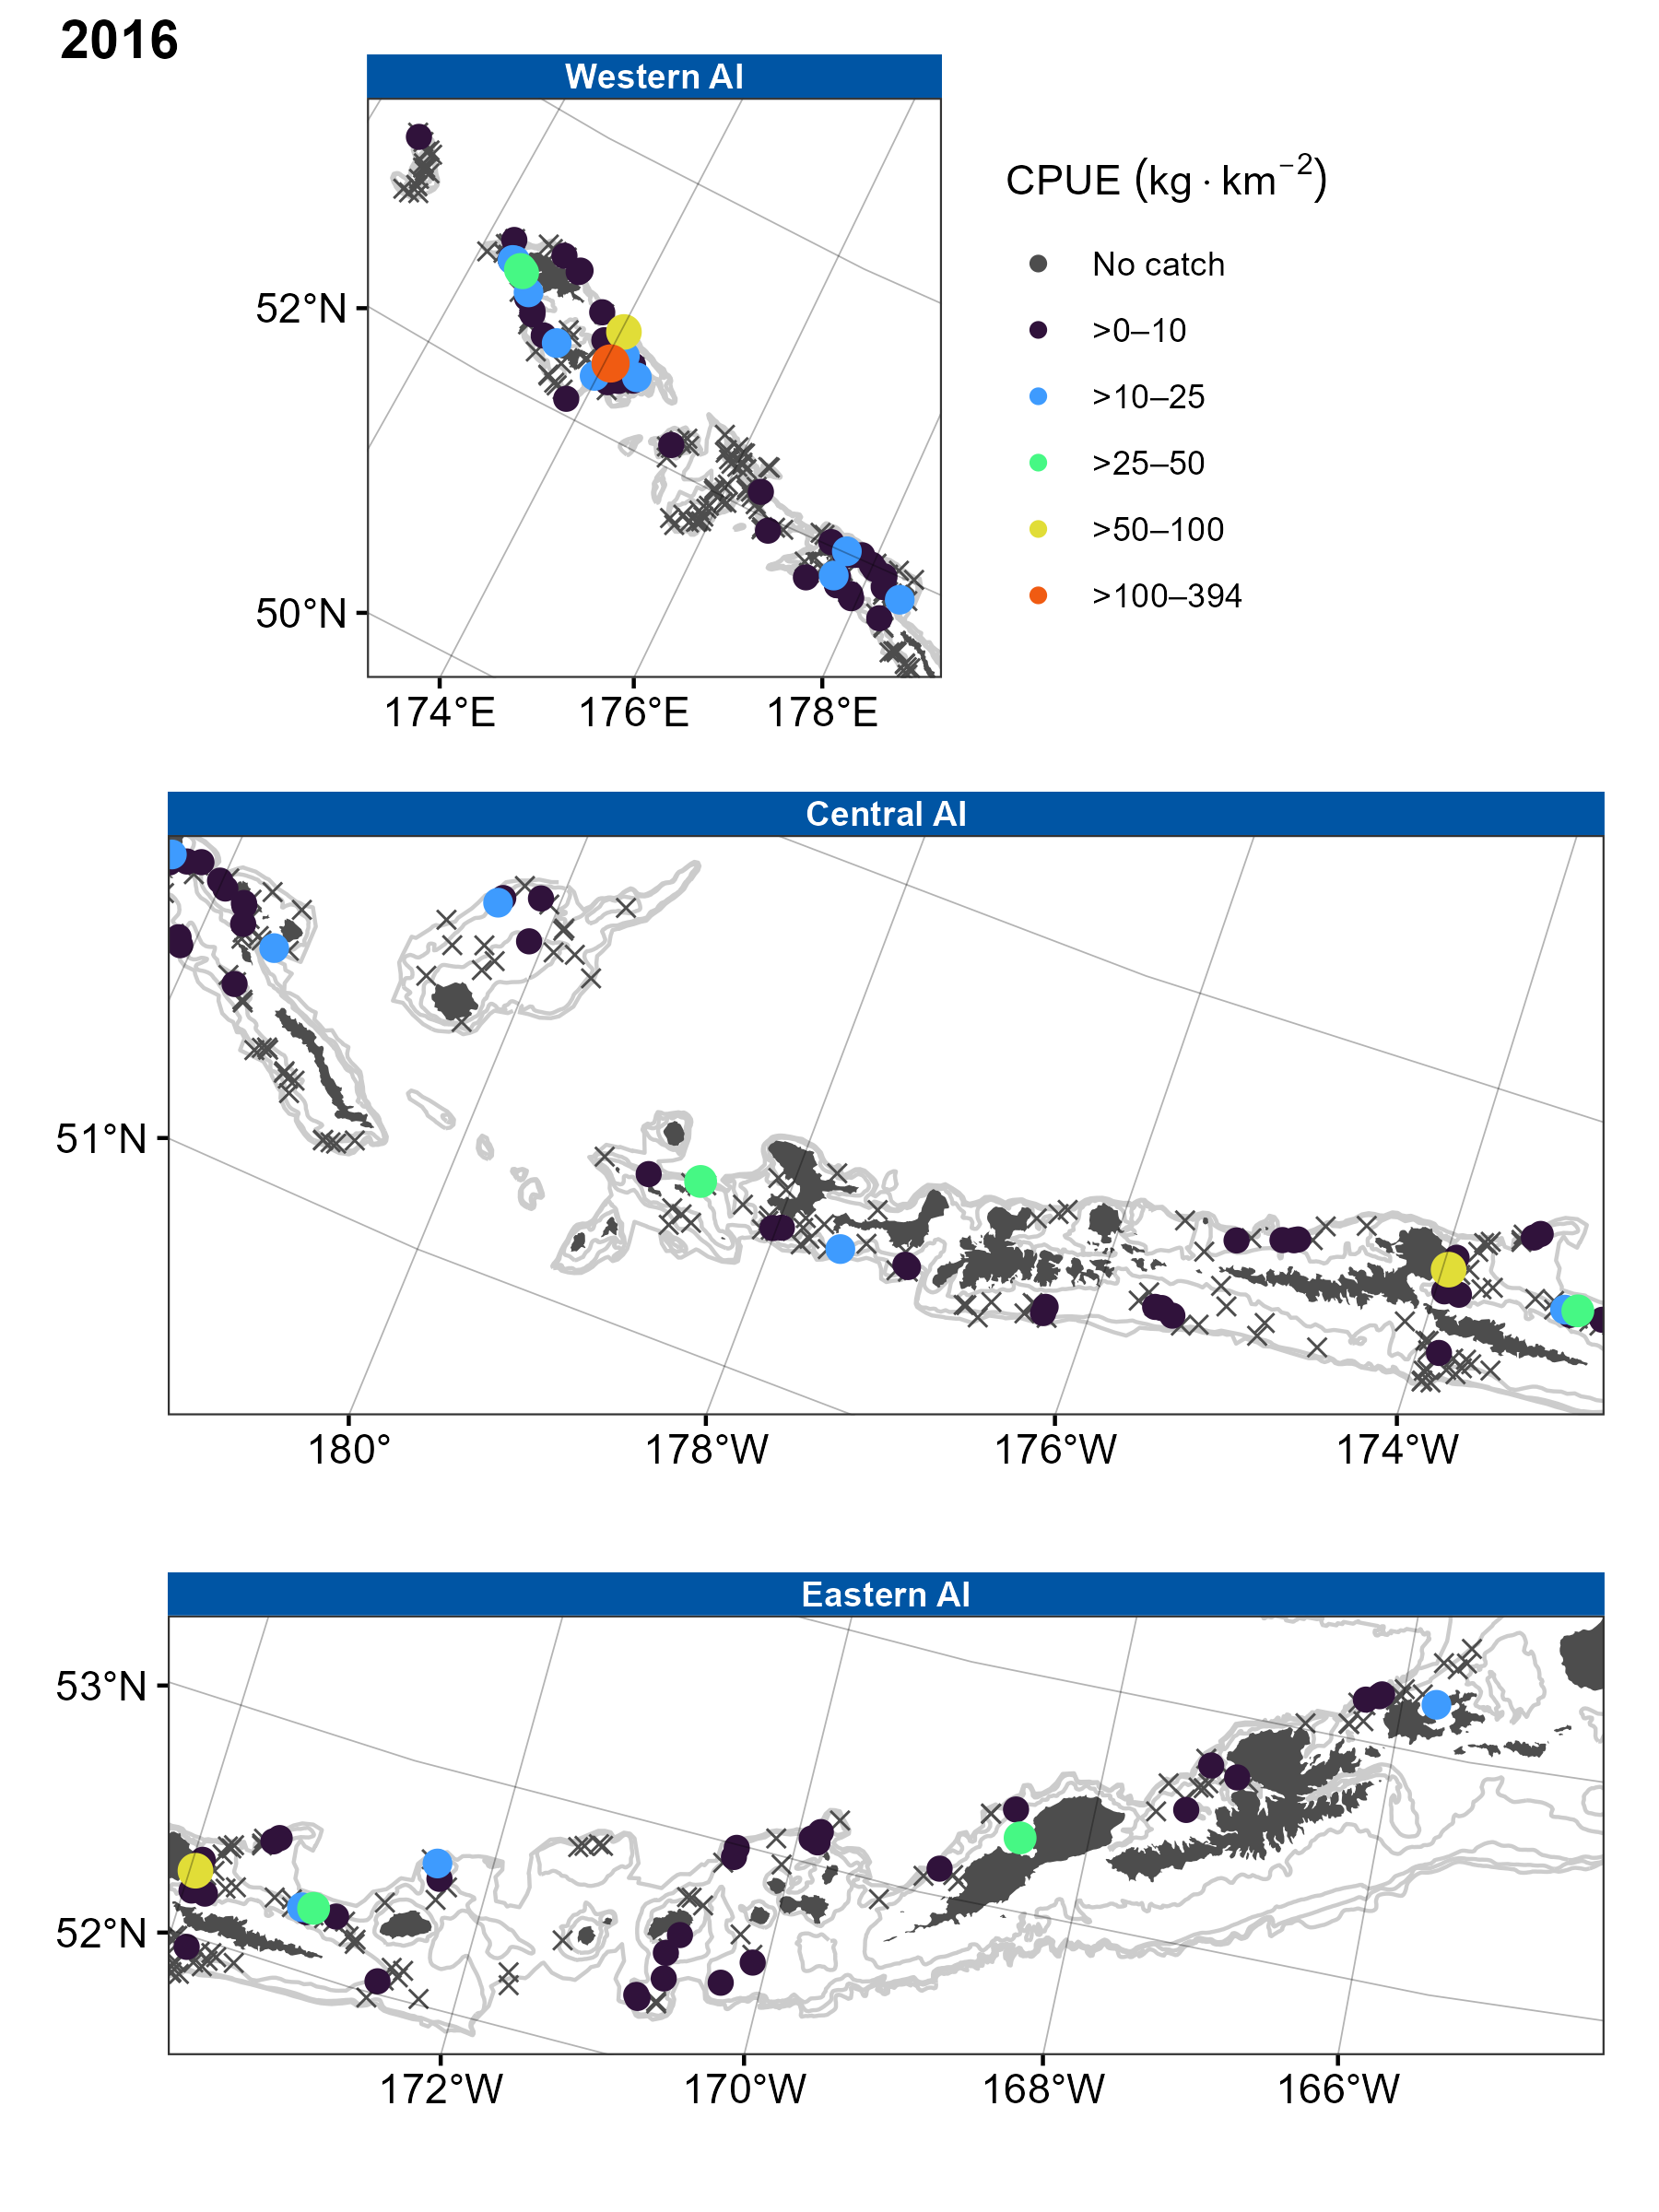 2016
Western AI
CPUE (kg · km⁻²)
No catch
>0–10
>10–25
>25–50
>50–100
>100–394
52°N
50°N
174°E 176°E 178°E
Central AI
51°N
180° 178°W 176°W 174°W
Eastern AI
53°N
52°N
172°W 170°W 168°W 166°W